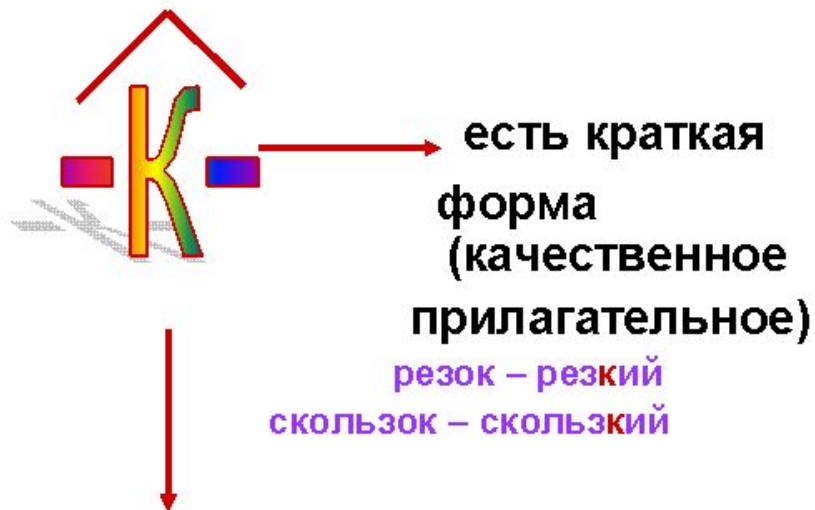 -К-
есть краткая
форма
(качественное
прилагательное)
резок – резкий
скользок – скользкий